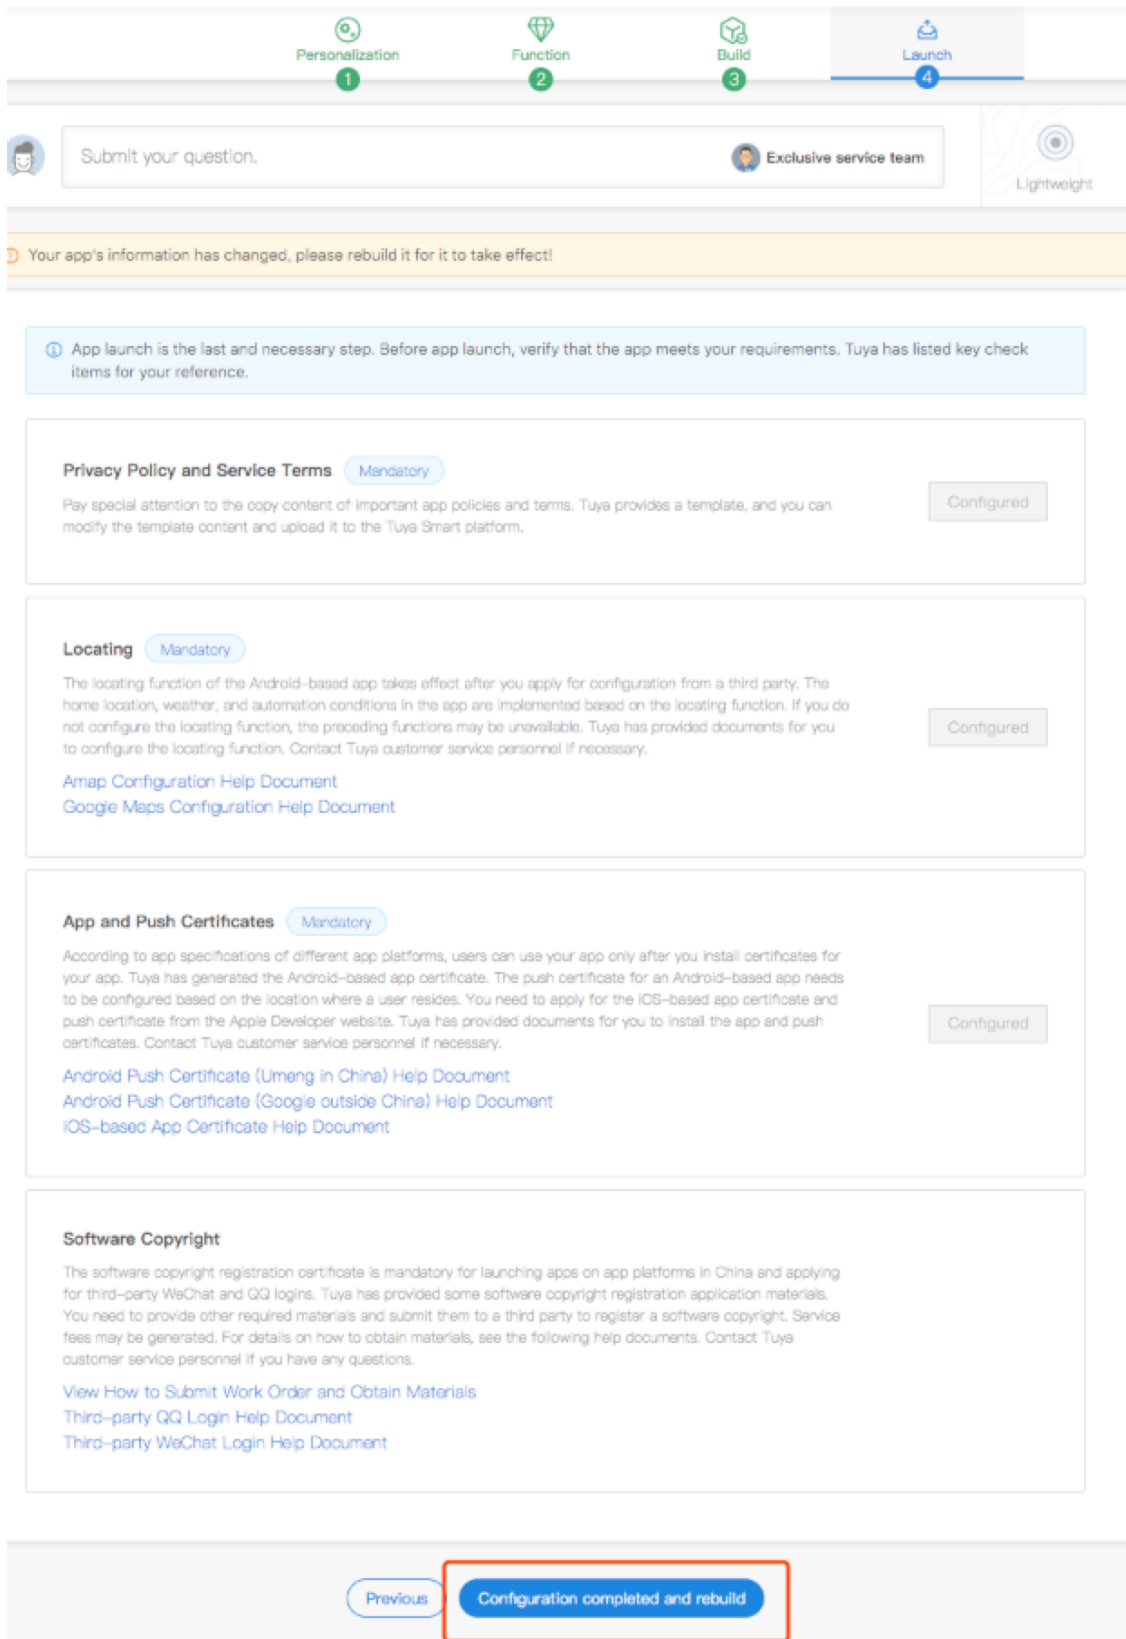 Personalization
Function
Build
Launch
1
2
3
4
Submit your question.
Exclusive service team
Lightweight
Your app's information has changed, please rebuild it for it to take effect!
App launch is the last and necessary step. Before app launch, verify that the app meets your requirements. Tuya has listed key check
items for your reference.
Privacy Policy and Service Terms Mandatory
Pay special attention to the copy content of important app policies and terms. Tuya provides a template, and you can
modify the template content and upload it to the Tuya Smart platform.
Configured
Locating Mandatory
The locating function of the Android-based app takes effect after you apply for configuration from a third party. The
home location, weather, and automation conditions in the app are implemented based on the locating function. If you do
not configure the locating function, the preceding functions may be unavailable. Tuya has provided documents for you
to configure the locating function. Contact Tuya customer service personnel if necessary.
Configured
Amap Configuration Help Document
Google Maps Configuration Help Document
App and Push Certificates Mandatory
According to app specifications of different app platforms, users can use your app only after you install certificates for
your app. Tuya has generated the Android-based app certificate. The push certificate for an Android-based app needs
to be configured based on the location where a user resides. You need to apply for the iOS-based app certificate and
push certificate from the Apple Developer website. Tuya has provided documents for you to install the app and push
certificates. Contact Tuya customer service personnel if necessary.
Configured
Android Push Certificate (Umeng in China) Help Document
Android Push Certificate (Google outside China) Help Document
iOS-based App Certificate Help Document
Software Copyright
The software copyright registration certificate is mandatory for launching apps on app platforms in China and applying
for third-party WeChat and QQ logins. Tuya has provided some software copyright registration application materials.
You need to provide other required materials and submit them to a third party to register a software copyright. Service
fees may be generated. For details on how to obtain materials, see the following help documents. Contact Tuya
customer service personnel if you have any questions.
View How to Submit Work Order and Obtain Materials
Third-party QQ Login Help Document
Third-party WeChat Login Help Document
Previous
Configuration completed and rebuild